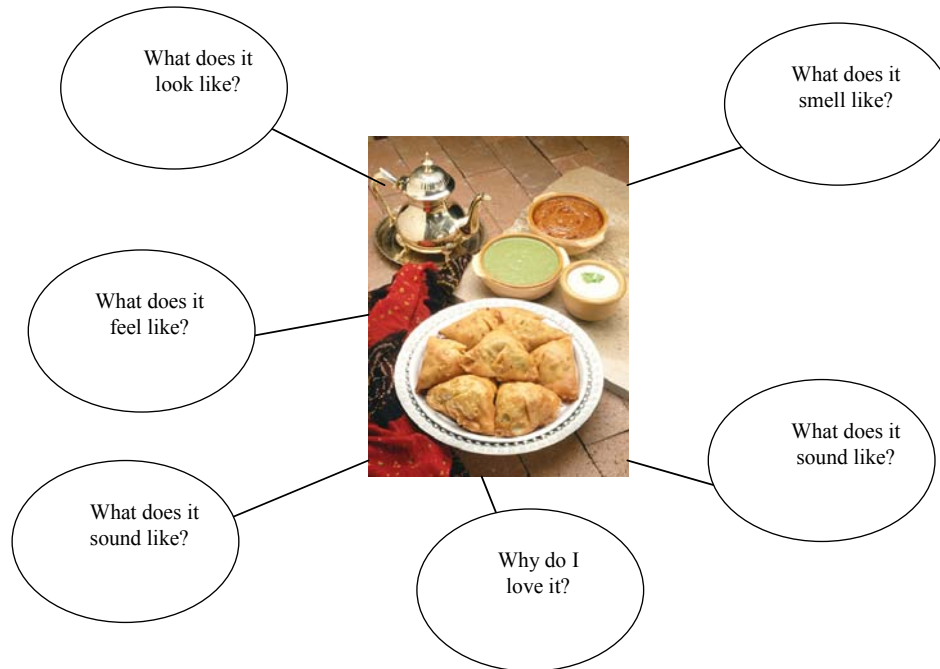 What does it
look like?
What does it
smell like?
What does it
feel like?
What does it
sound like?
What does it
sound like?
Why do I
love it?